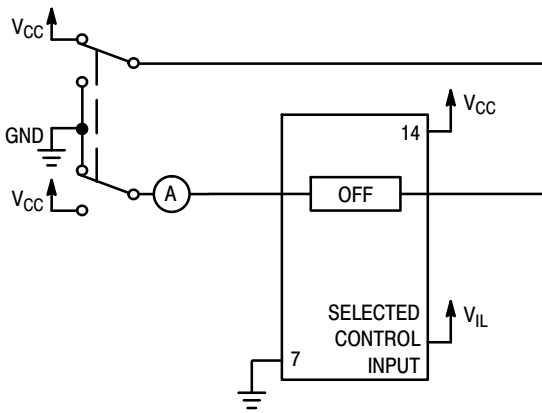 VCC
GND
VCC
A
OFF
14
VCC
SELECTED
CONTROL
INPUT
VIL
7